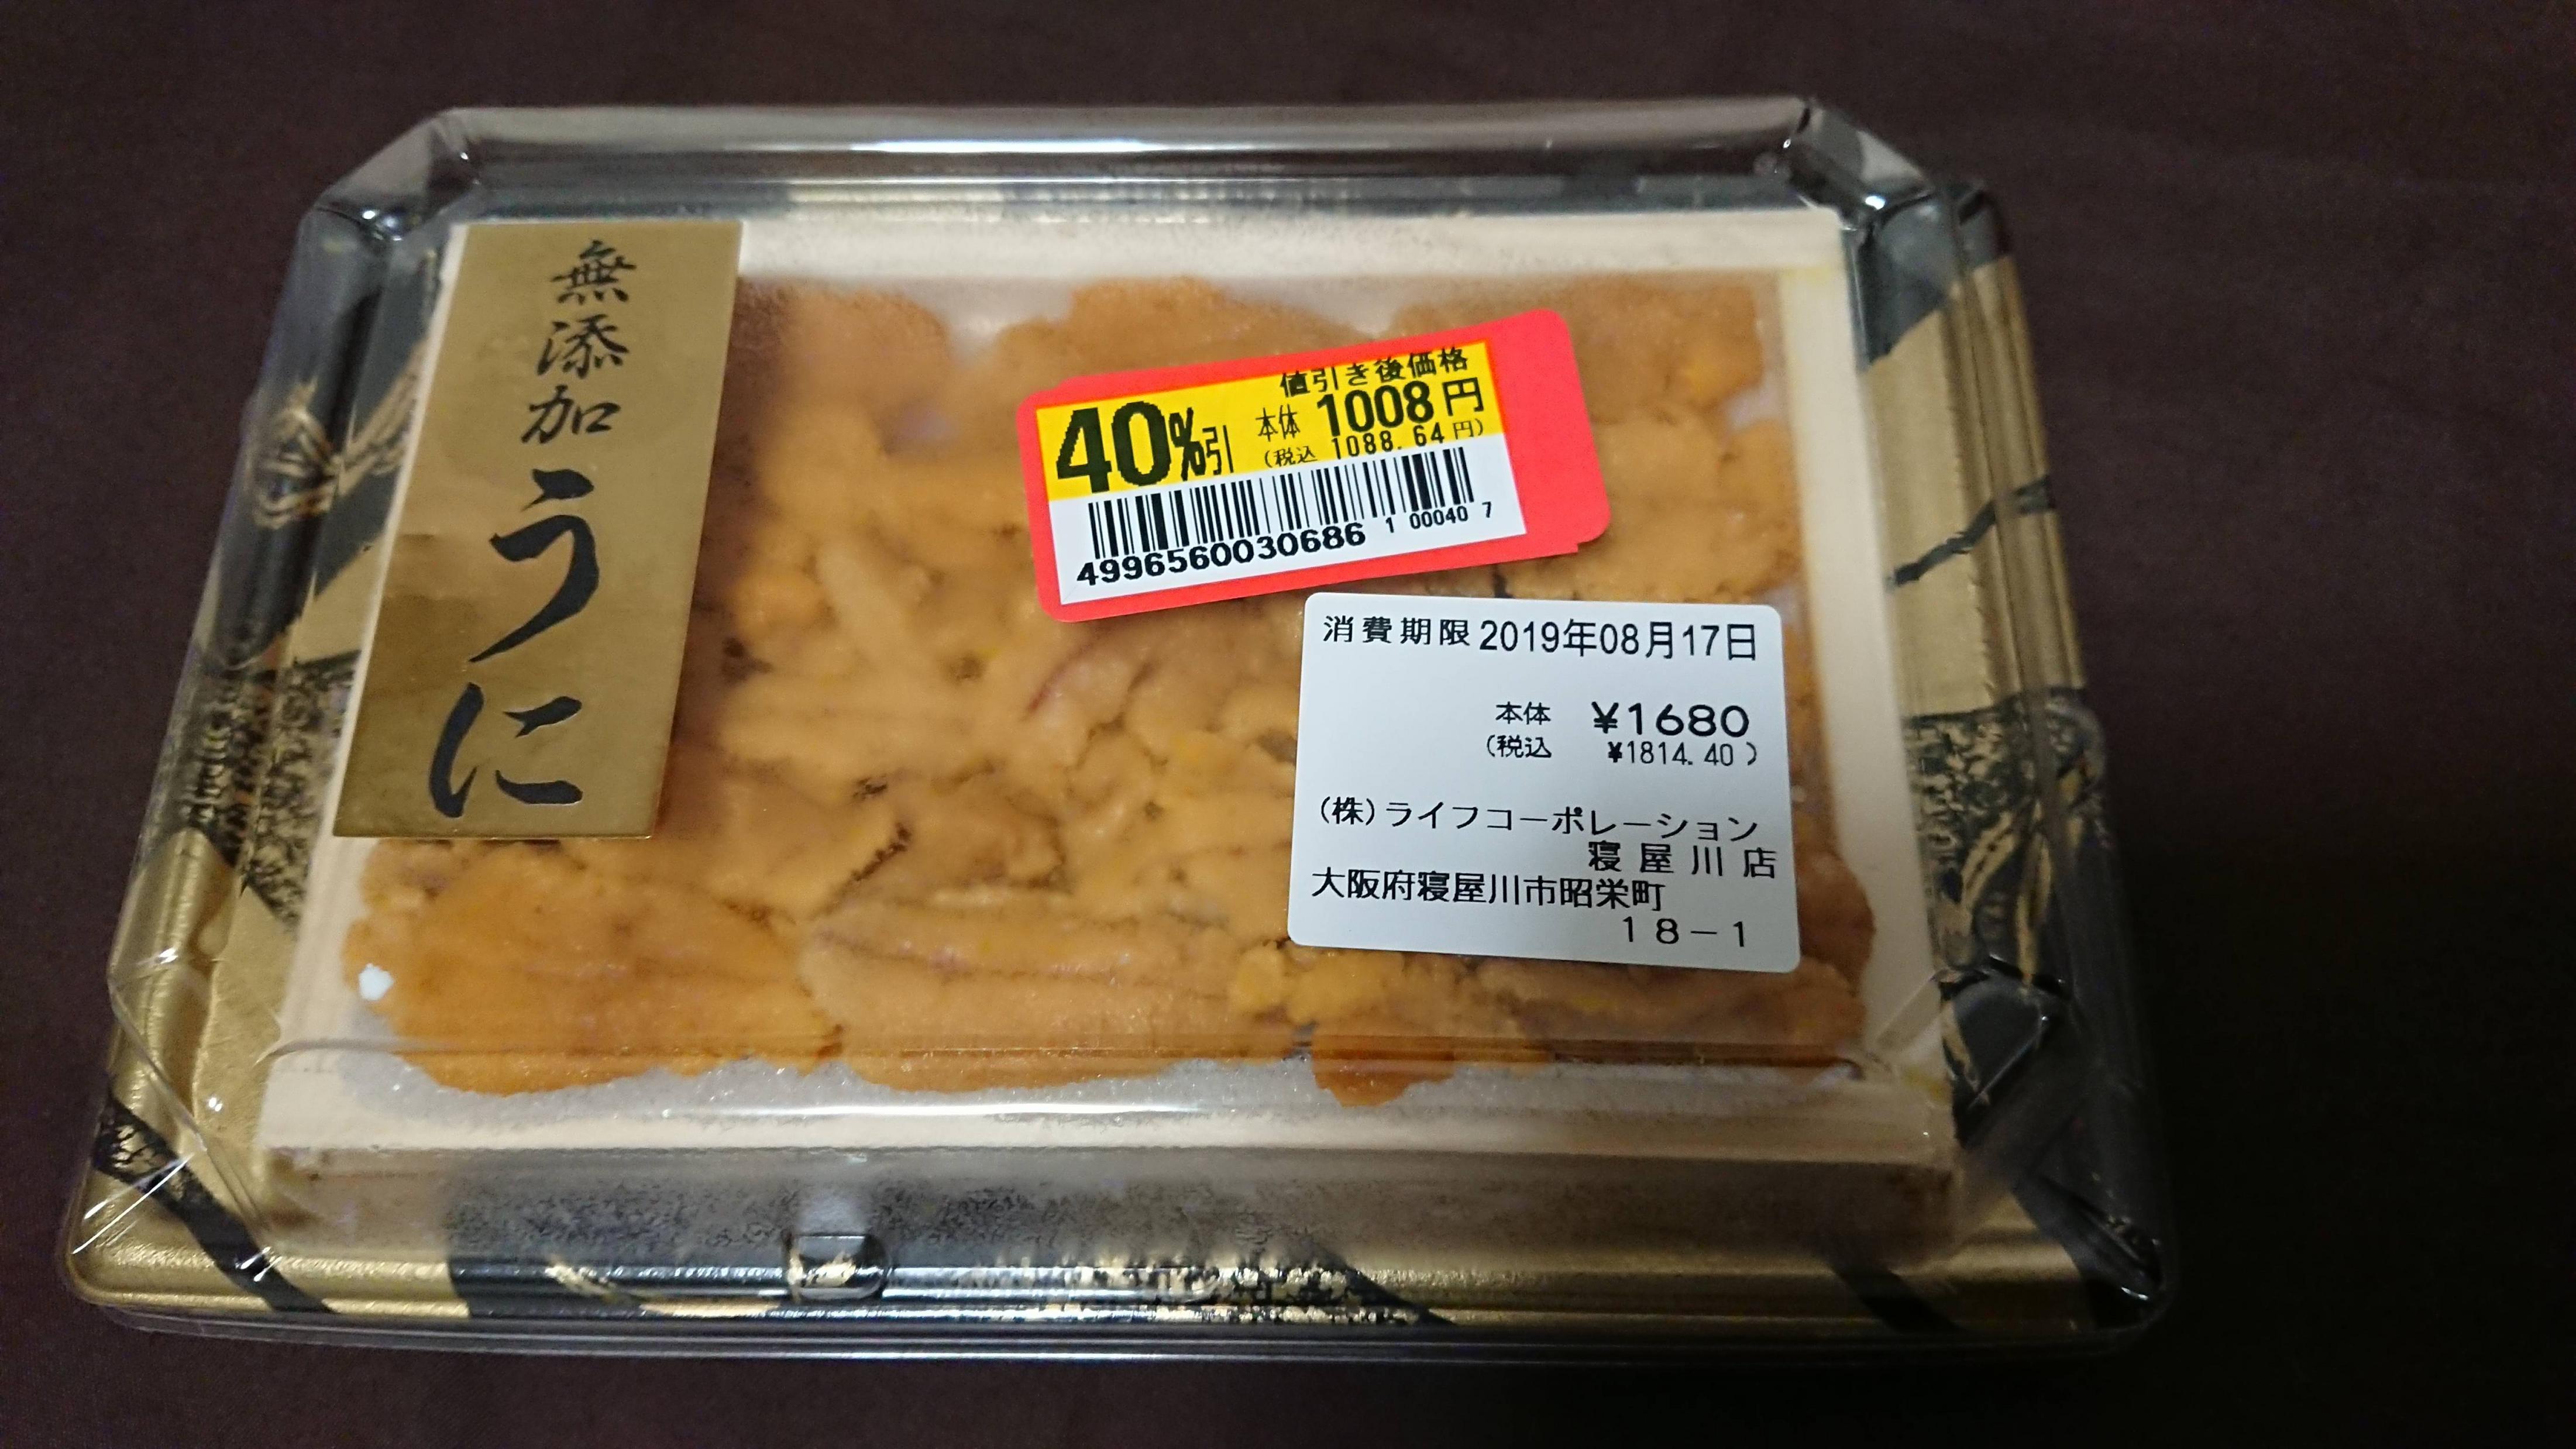 無添加うに
値引き後価格
40%引 本体 1008円
(税込 1088.64円)
4996560030686 1 00040 7
消費期限 2019年08月17日
本体 ¥1680
(税込 ¥1814.40)
(株)ライフコーポレーション
寝屋川店
大阪府寝屋川市昭栄町
18-1